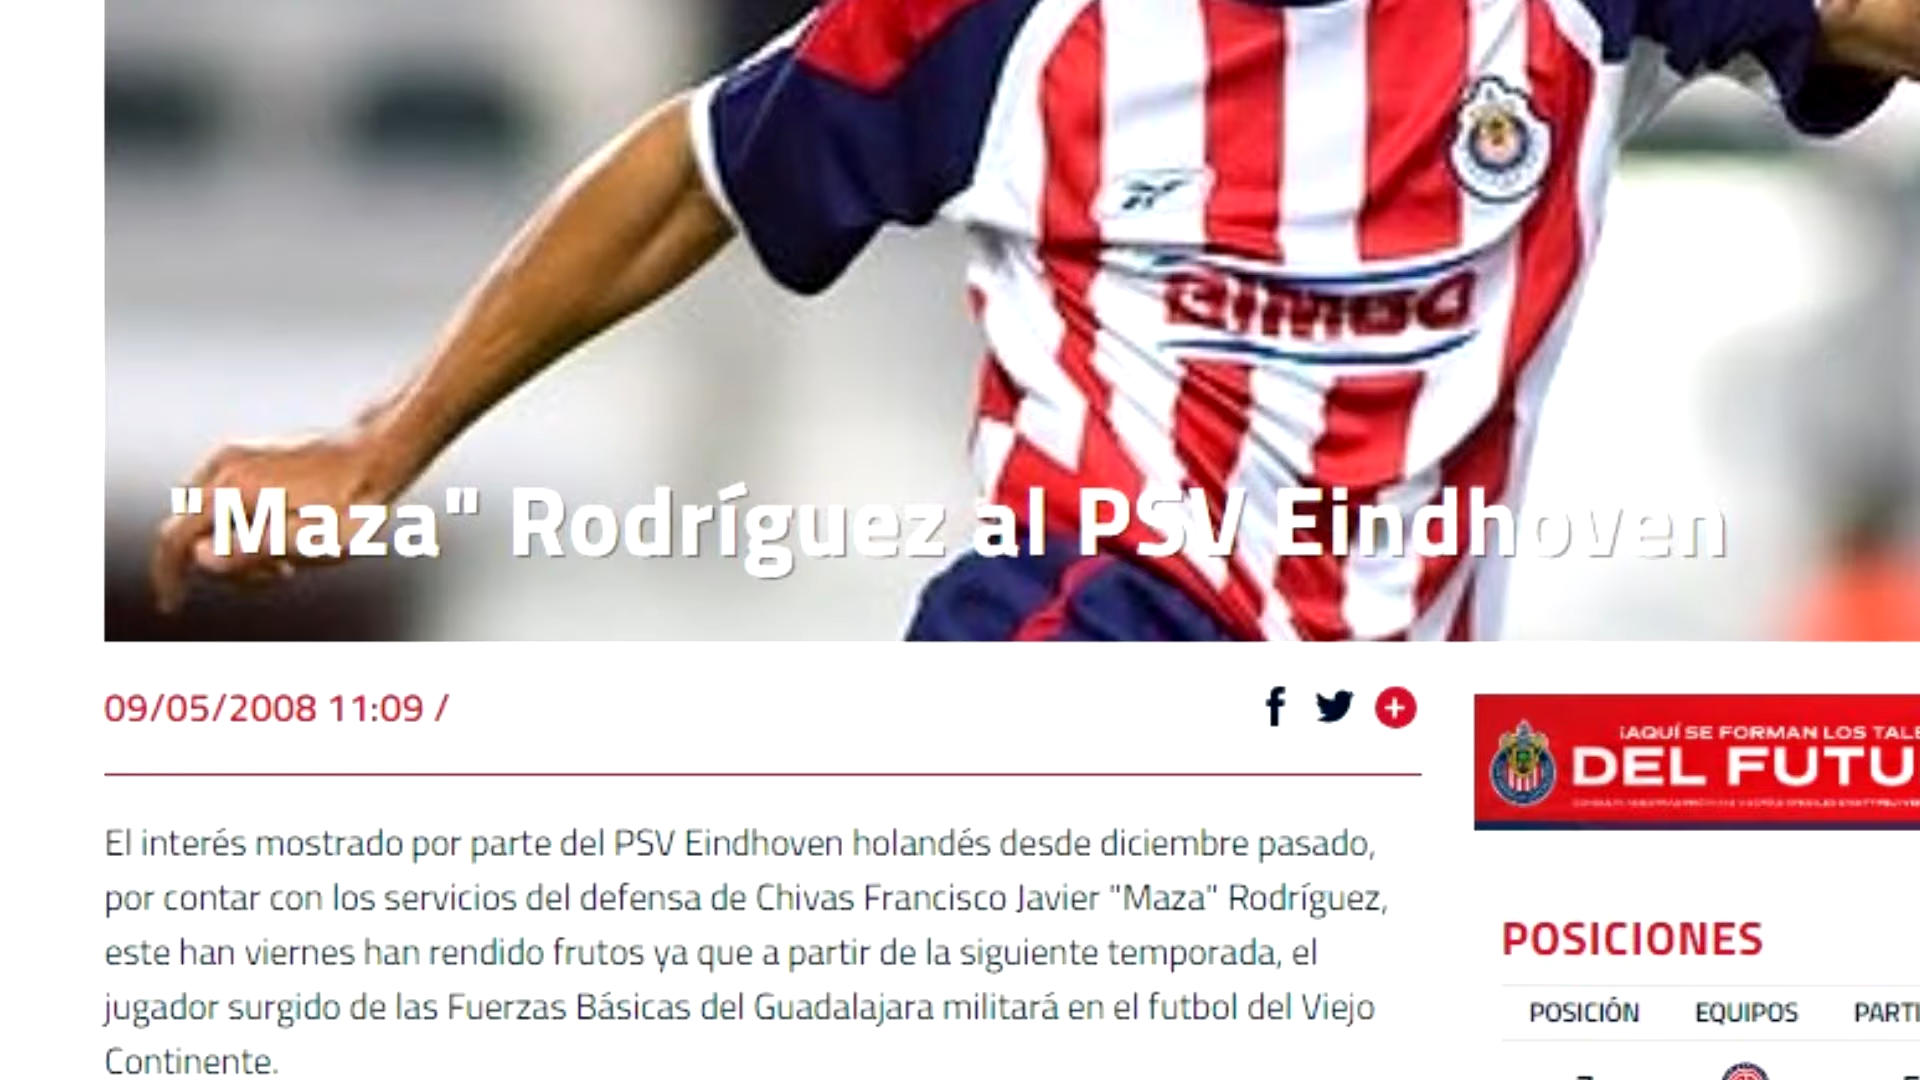 BIMBO
"Maza" Rodríguez al PSV Eindhoven
09/05/2008 11:09 /
¡AQUÍ SE FORMAN LOS TALE
DEL FUTU
El interés mostrado por parte del PSV Eindhoven holandés desde diciembre pasado,
por contar con los servicios del defensa de Chivas Francisco Javier "Maza" Rodríguez,
este han viernes han rendido frutos ya que a partir de la siguiente temporada, el
jugador surgido de las Fuerzas Básicas del Guadalajara militará en el futbol del Viejo
Continente.
POSICIONES
POSICIÓN EQUIPOS PARTI